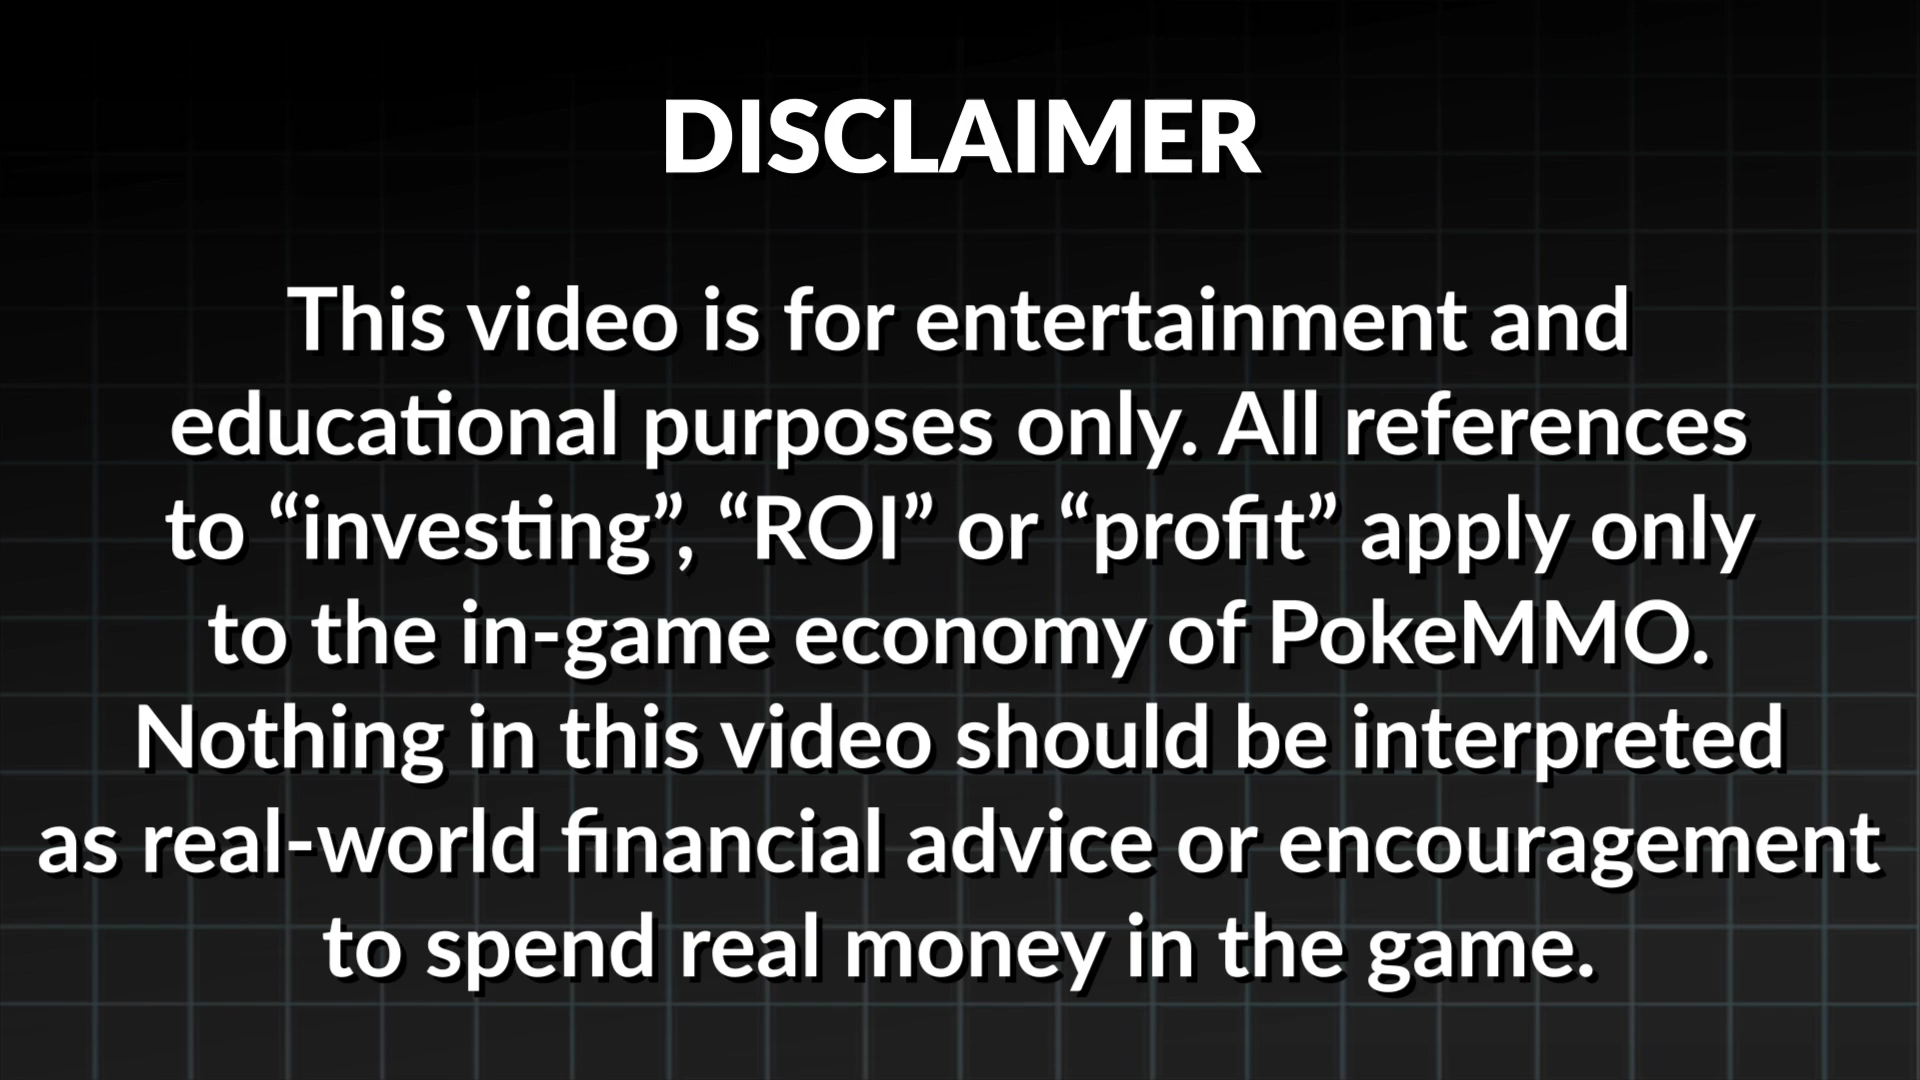 DISCLAIMER
This video is for entertainment and
educational purposes only. All references
to “investing”, “ROI” or “profit” apply only
to the in-game economy of PokeMMO.
Nothing in this video should be interpreted
as real-world financial advice or encouragement
to spend real money in the game.